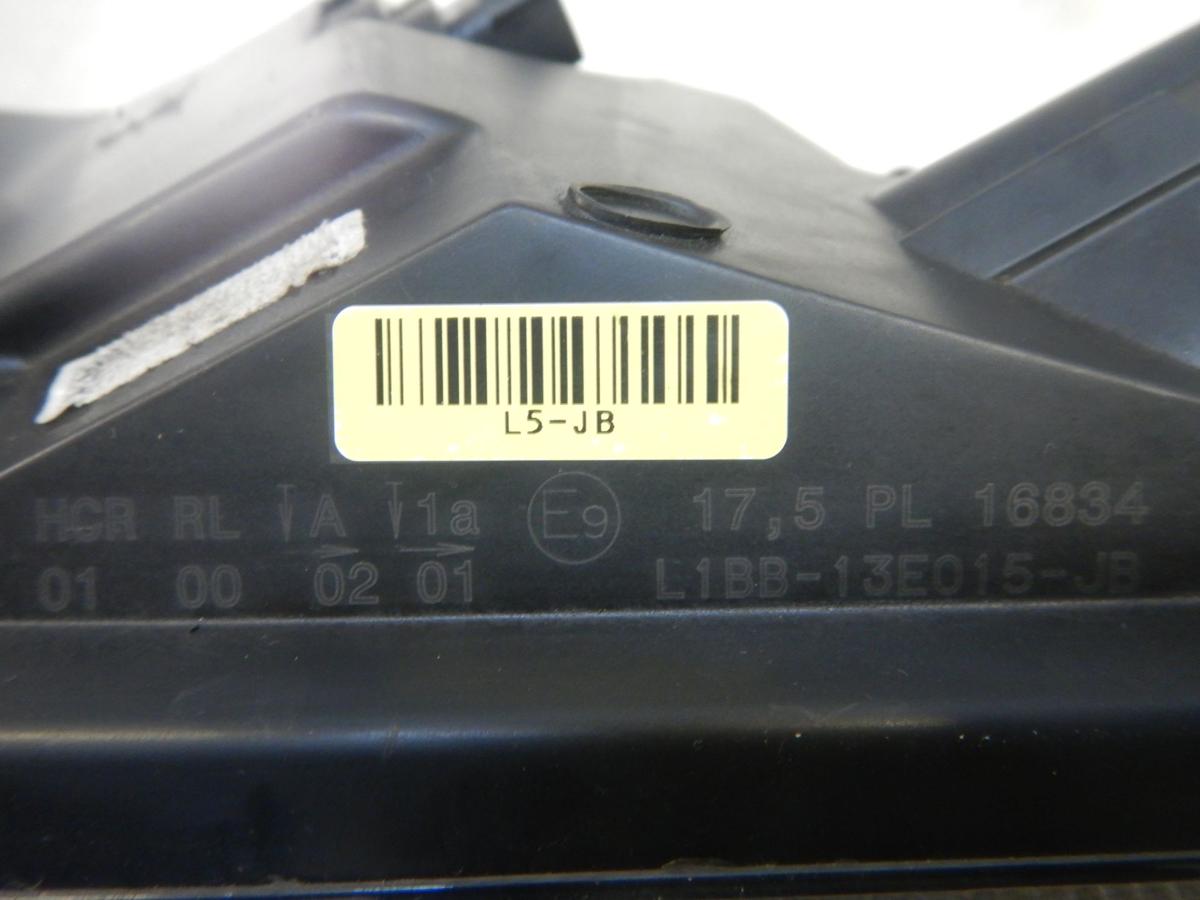 L5-JB
HCR RL A 1a E9 17,5 PL 16834
01 00 02 01 L1BB-13E015-JB